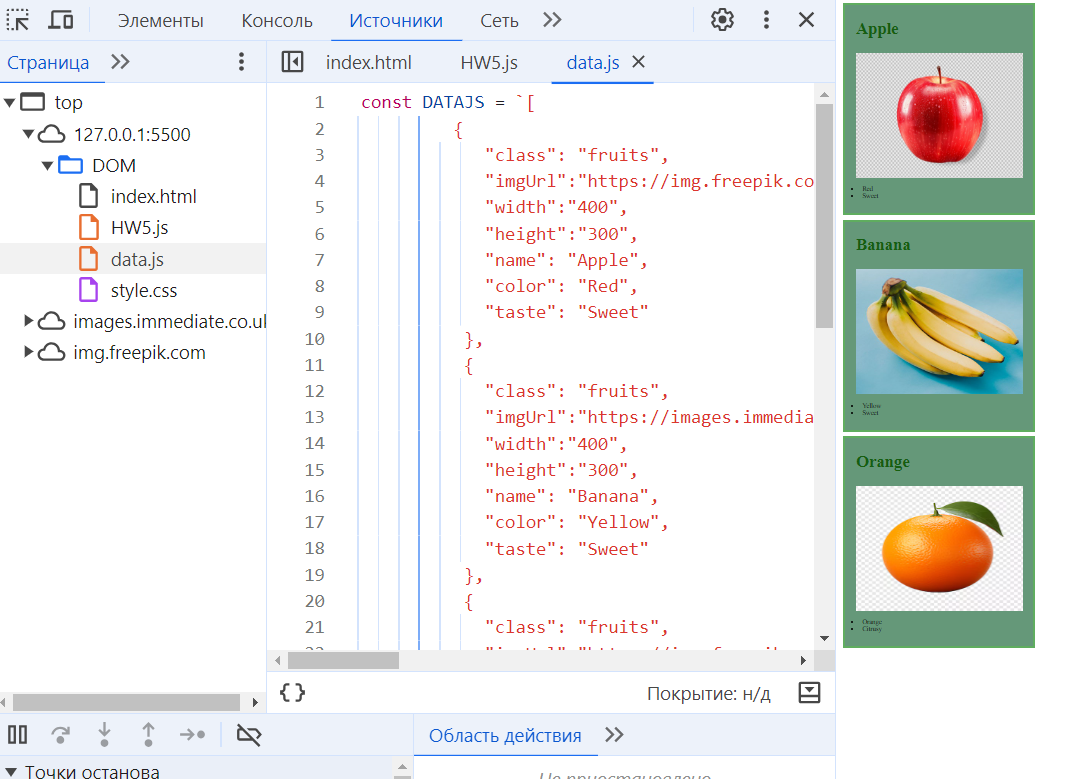 Элементы Консоль Источники Сеть
Страница
index.html HW5.js data.js
top
127.0.0.1:5500
DOM
index.html
HW5.js
data.js
style.css
images.immediate.co.ul
img.freepik.com
1 const DATAJS = `[
2 {
3 "class": "fruits",
4 "imgUrl":"https://img.freepik.co
5 "width":"400",
6 "height":"300",
7 "name": "Apple",
8 "color": "Red",
9 "taste": "Sweet"
10 },
11 {
12 "class": "fruits",
13 "imgUrl":"https://images.immedia
14 "width":"400",
15 "height":"300",
16 "name": "Banana",
17 "color": "Yellow",
18 "taste": "Sweet"
19 },
20 {
21 "class": "fruits",
{} Покрытие: н/д
Область действия
Точки останова
Не приостановлено
Apple
Red
Sweet
Banana
Yellow
Sweet
Orange
Orange
Citrusy